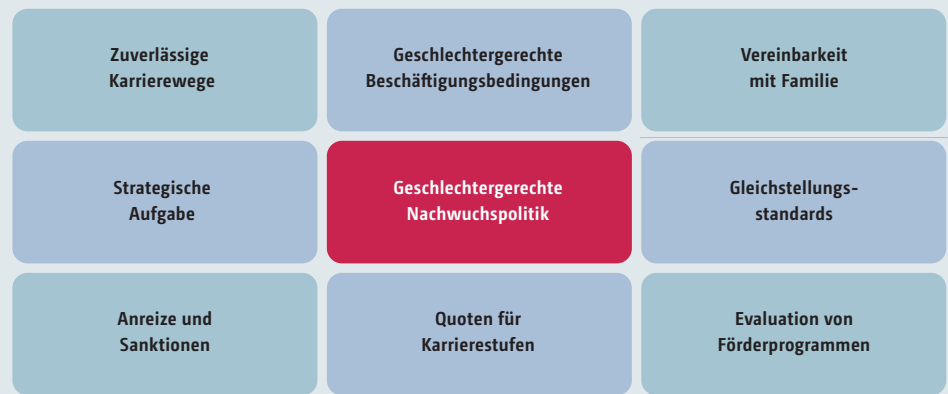 Zuverlässige
Karrierewege
Geschlechtergerechte
Beschäftigungsbedingungen
Vereinbarkeit
mit Familie
Strategische
Aufgabe
Geschlechtergerechte
Nachwuchspolitik
Gleichstellungs-
standards
Anreize und
Sanktionen
Quoten für
Karrierestufen
Evaluation von
Förderprogrammen